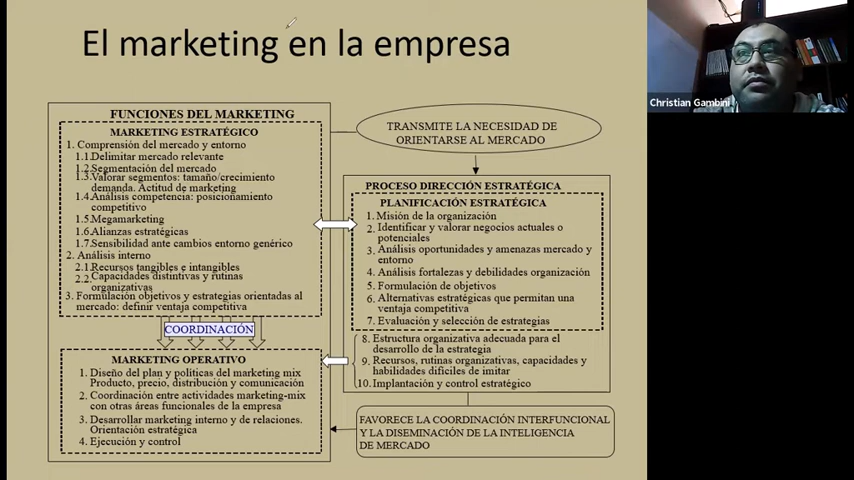 El marketing en la empresa
Christian Gambini
FUNCIONES DEL MARKETING
MARKETING ESTRATÉGICO
1. Comprensión del mercado y entorno
1.1.Delimitar mercado relevante
1.2.Segmentación del mercado
1.3.Valorar segmentos: tamaño/crecimiento
demanda. Actitud de marketing
1.4.Análisis competencia: posicionamiento
competitivo
1.5.Megamarketing
1.6.Alianzas estratégicas
1.7.Sensibilidad ante cambios entorno genérico
2. Análisis interno
2.1.Recursos tangibles e intangibles
2.2.Capacidades distintivas y rutinas
organizativas
3. Formulación objetivos y estrategias orientadas al
mercado: definir ventaja competitiva
COORDINACIÓN
MARKETING OPERATIVO
1. Diseño del plan y políticas del marketing mix
Producto, precio, distribución y comunicación
2. Coordinación entre actividades marketing-mix
con otras áreas funcionales de la empresa
3. Desarrollar marketing interno y de relaciones.
Orientación estratégica
4. Ejecución y control
TRANSMITE LA NECESIDAD DE
ORIENTARSE AL MERCADO
PROCESO DIRECCIÓN ESTRATÉGICA
PLANIFICACIÓN ESTRATÉGICA
1. Misión de la organización
2. Identificar y valorar negocios actuales o
potenciales
3. Análisis oportunidades y amenazas mercado y
entorno
4. Análisis fortalezas y debilidades organización
5. Formulación de objetivos
6. Alternativas estratégicas que permitan una
ventaja competitiva
7. Evaluación y selección de estrategias
8. Estructura organizativa adecuada para el
desarrollo de la estrategia
9. Recursos, rutinas organizativas, capacidades y
habilidades difíciles de imitar
10. Implantación y control estratégico
FAVORECE LA COORDINACIÓN INTERFUNCIONAL
Y LA DISEMINACIÓN DE LA INTELIGENCIA
DE MERCADO